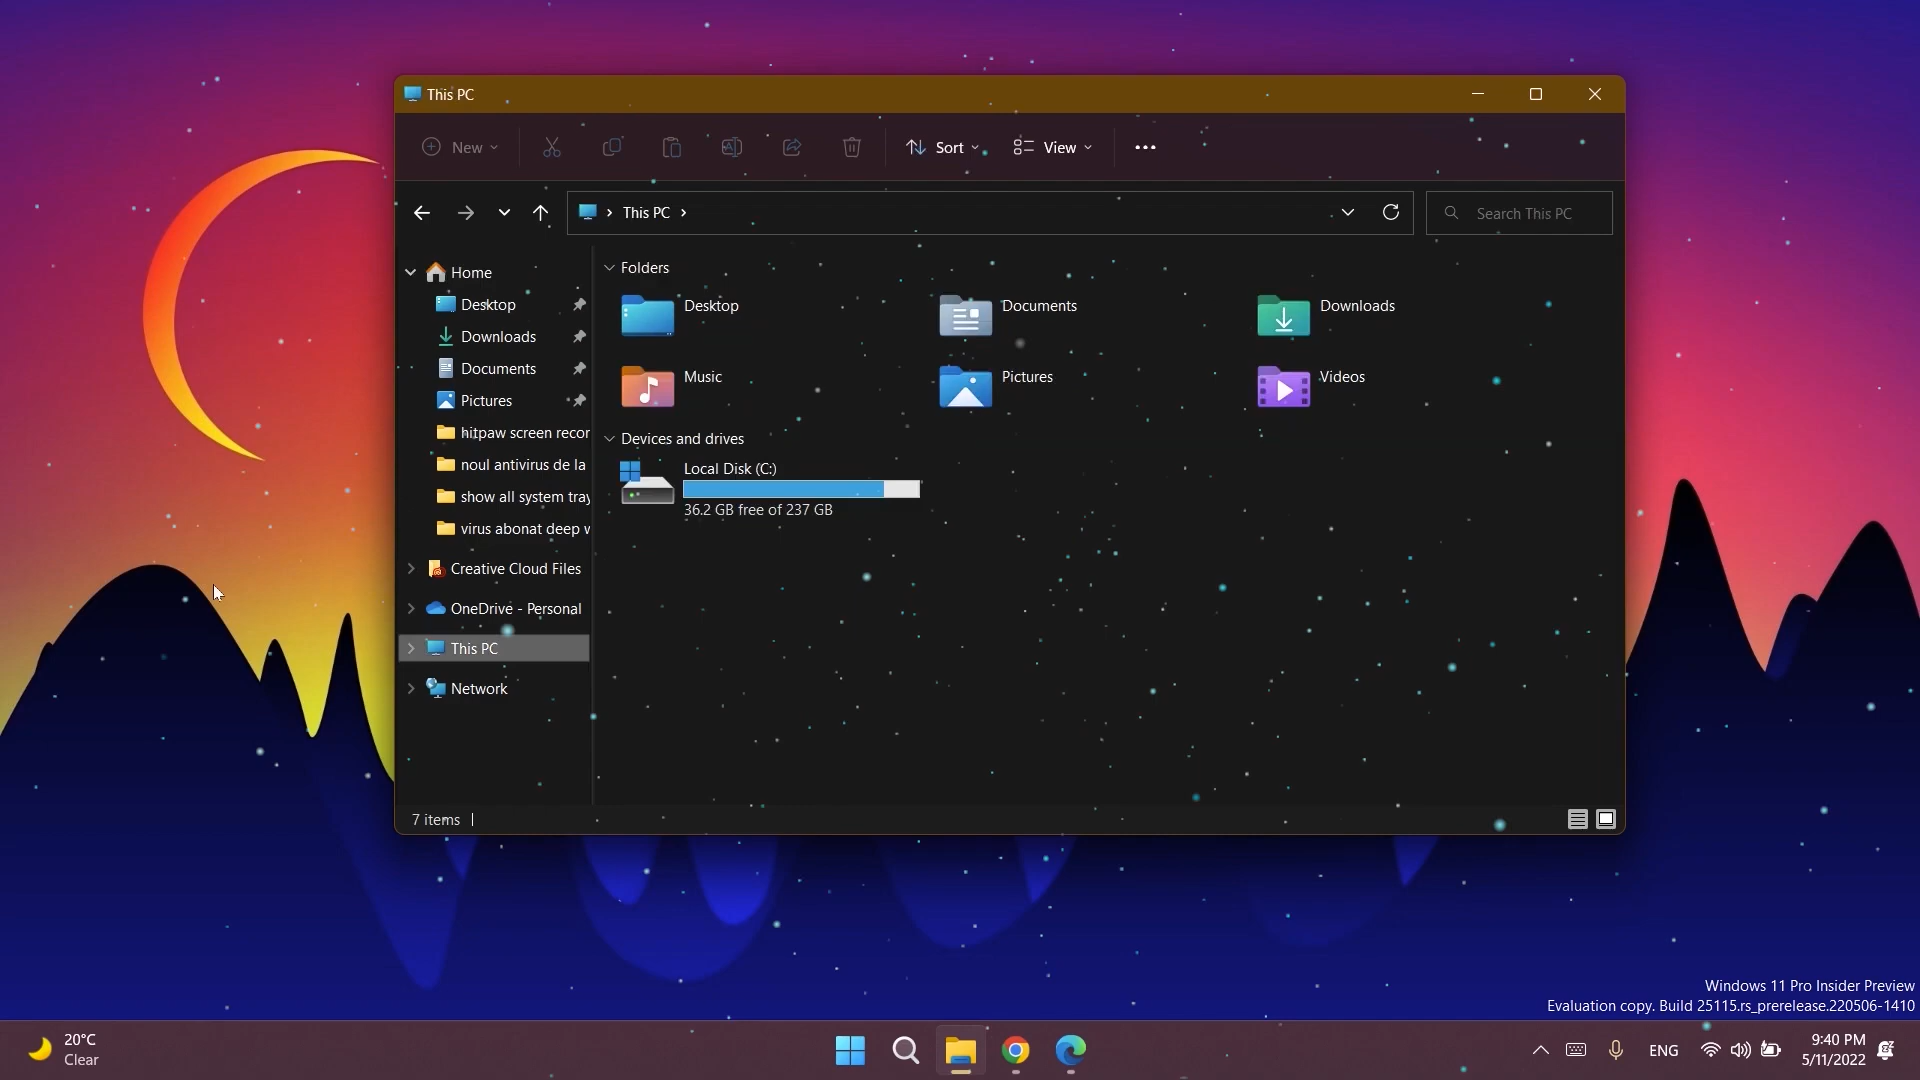 This PC
New
Sort
View
This PC
Search This PC
Home
Desktop
Downloads
Documents
Pictures
hitpaw screen recor
noul antivirus de la
show all system tray
virus abonat deep w
Creative Cloud Files
OneDrive - Personal
This PC
Network
Folders
Desktop
Documents
Downloads
Music
Pictures
Videos
Devices and drives
Local Disk (C:)
36.2 GB free of 237 GB
7 items
Windows 11 Pro Insider Preview
Evaluation copy. Build 25115.rs_prerelease.220506-1410
20°C
Clear
ENG
9:40 PM
5/11/2022